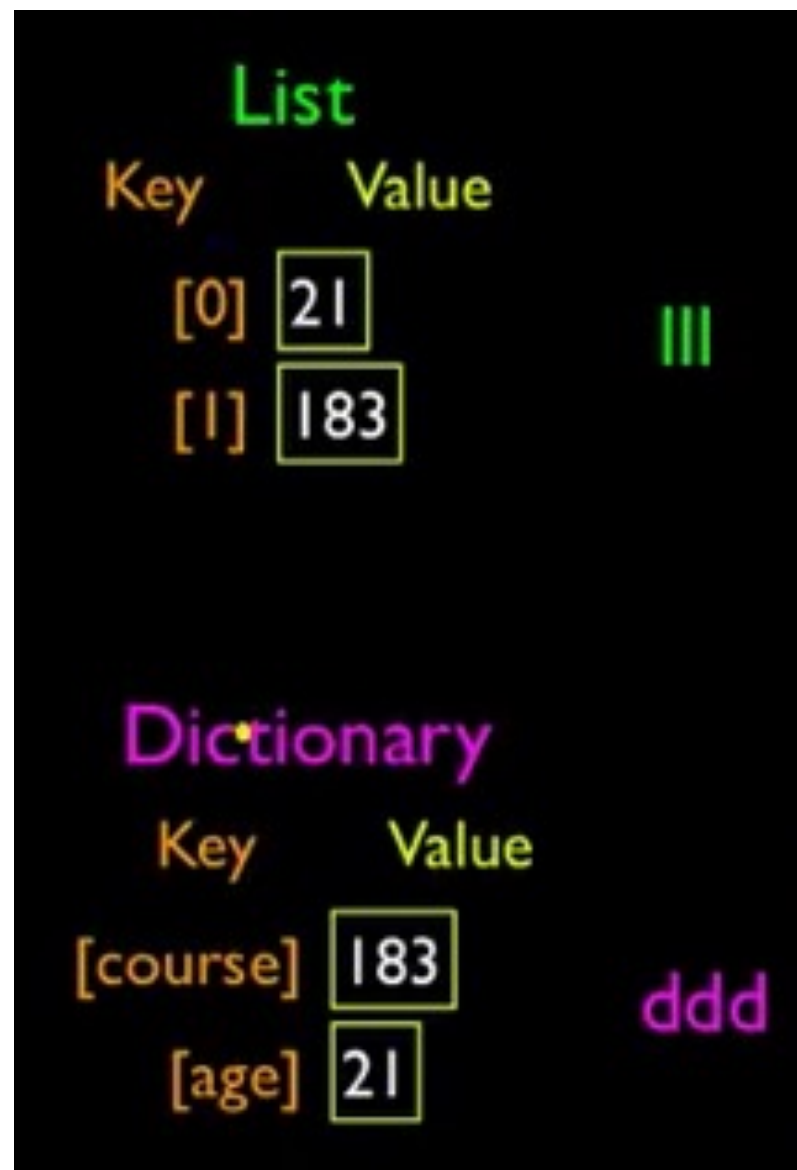 List
Key Value
[0] 21
lll
[1] 183
Dictionary
Key Value
[course] 183
ddd
[age] 21